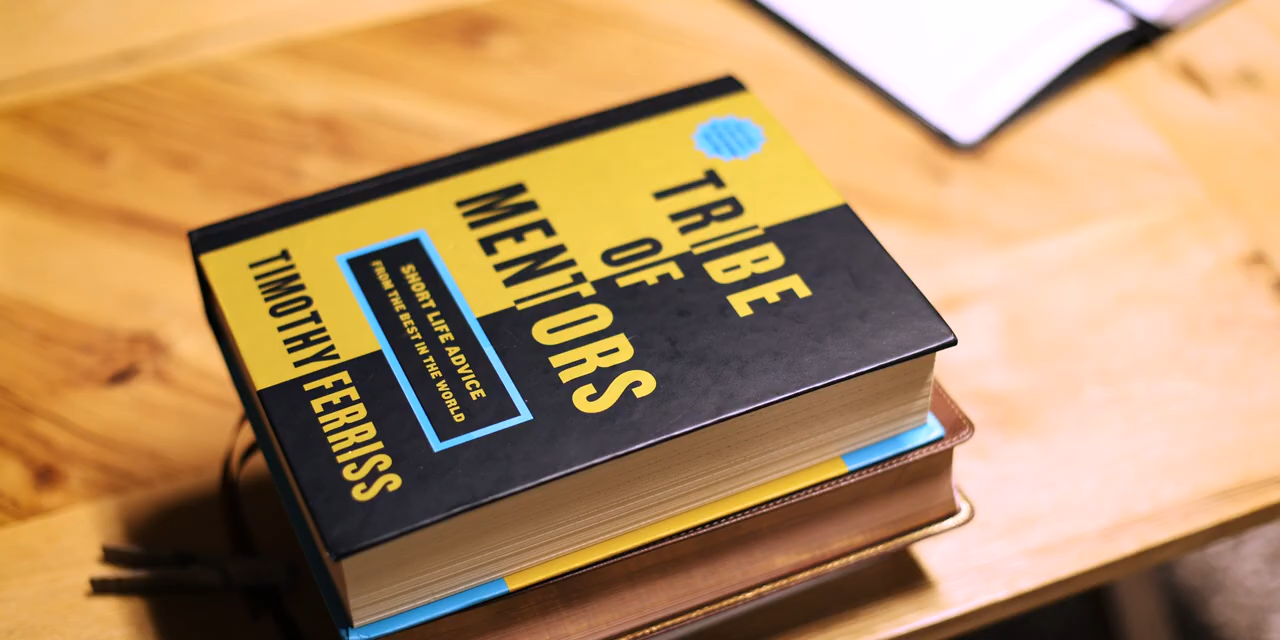 TRIBE
OF
MENTORS
SHORT LIFE ADVICE
FROM THE BEST IN THE WORLD
TIMOTHY FERRISS